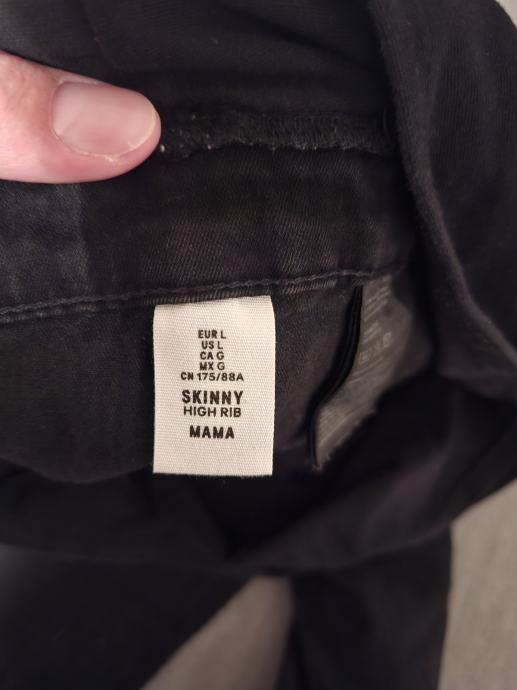 EUR L
US L
CA G
MX G
CN 175/88A
SKINNY
HIGH RIB
MAMA